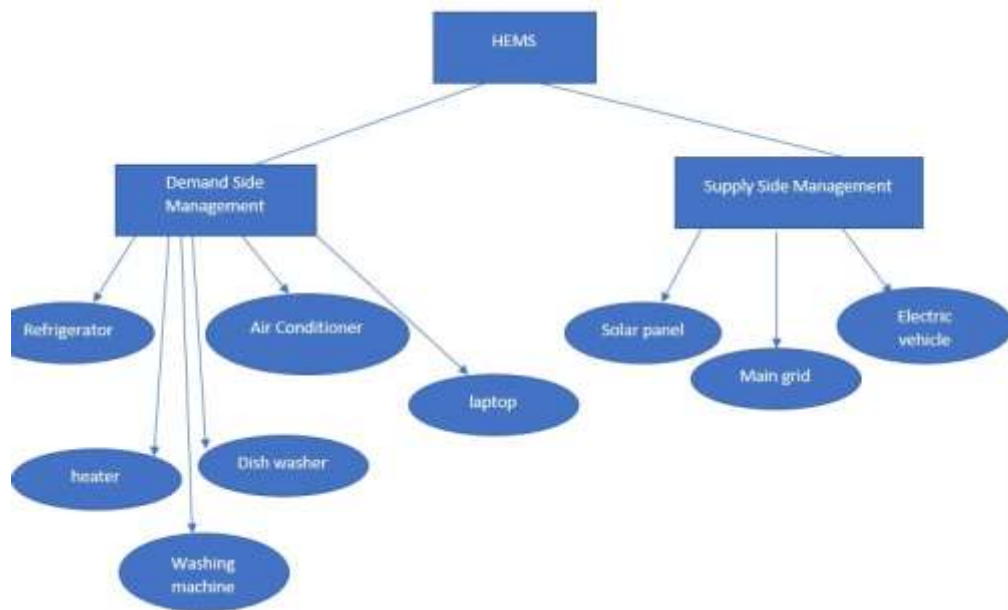 HEMS
Demand Side
Management
Supply Side Management
Refrigerator
Air Conditioner
Solar panel
Electric
vehicle
Main grid
laptop
heater
Dish washer
Washing
machine